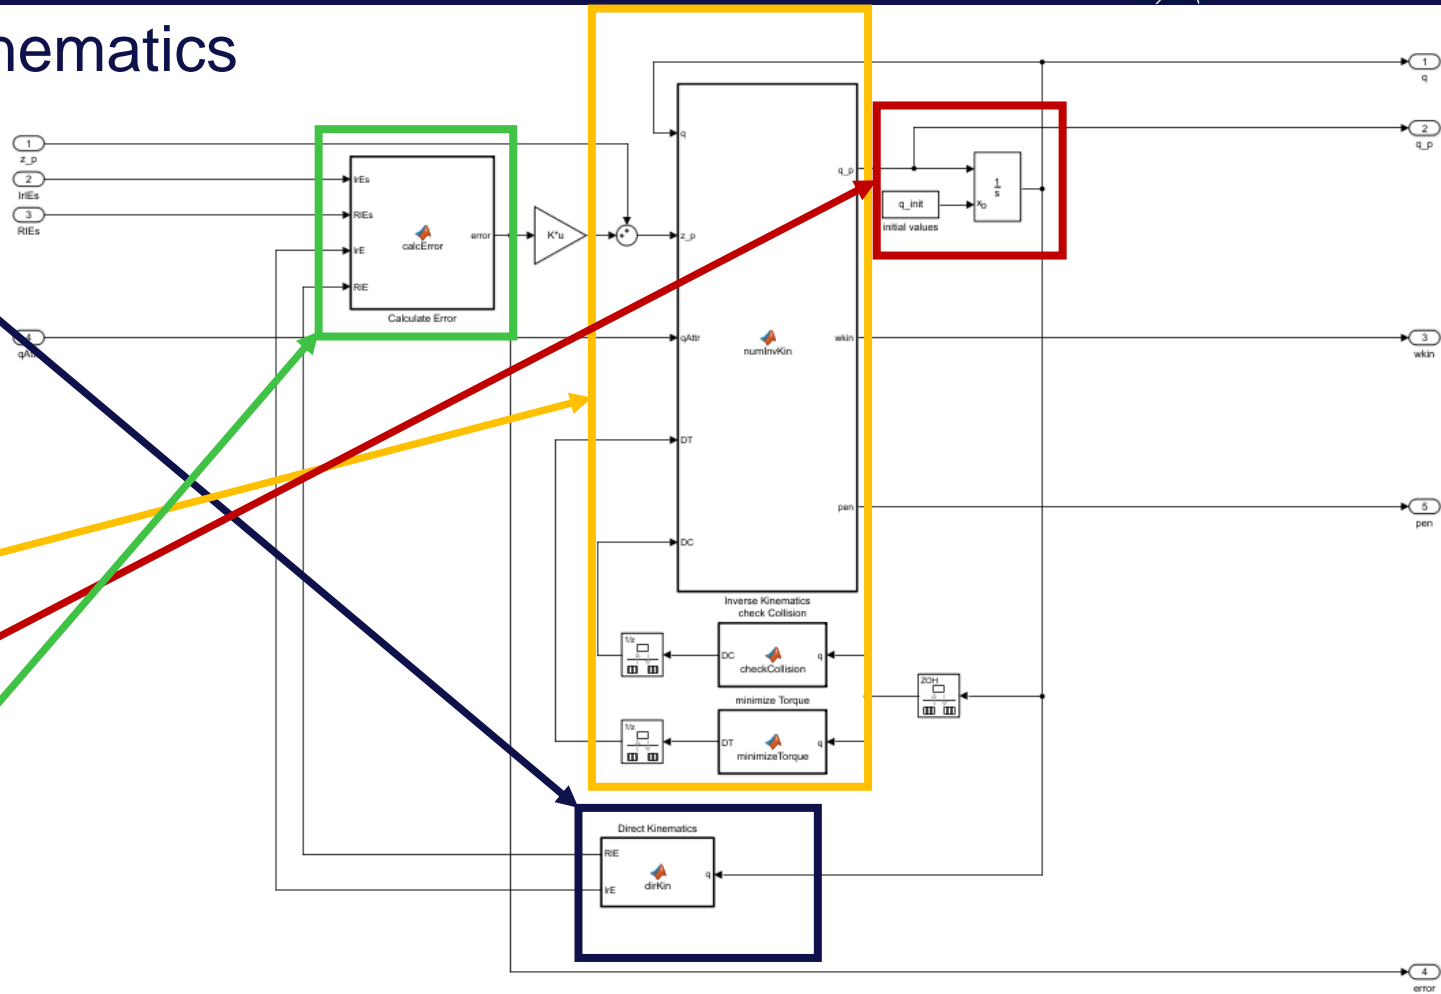 nematics
1
z_p
2
IrIEs
3
RIEs
4
IrEs
RIEs
IrE
RIE
calcError
error
Calculate Error
K*u
q
z_p
qAttr
DT
DC
numInvKin
q_p
wkin
pen
Inverse Kinematics
q_init
initial values
1
s
xo
1
q
2
q_p
3
wkin
5
pen
check Collision
1/z
DC
checkCollision
q
minimize Torque
1/z
DT
minimizeTorque
q
ZOH
Direct Kinematics
RIE
IrE
dirKin
q
4
error